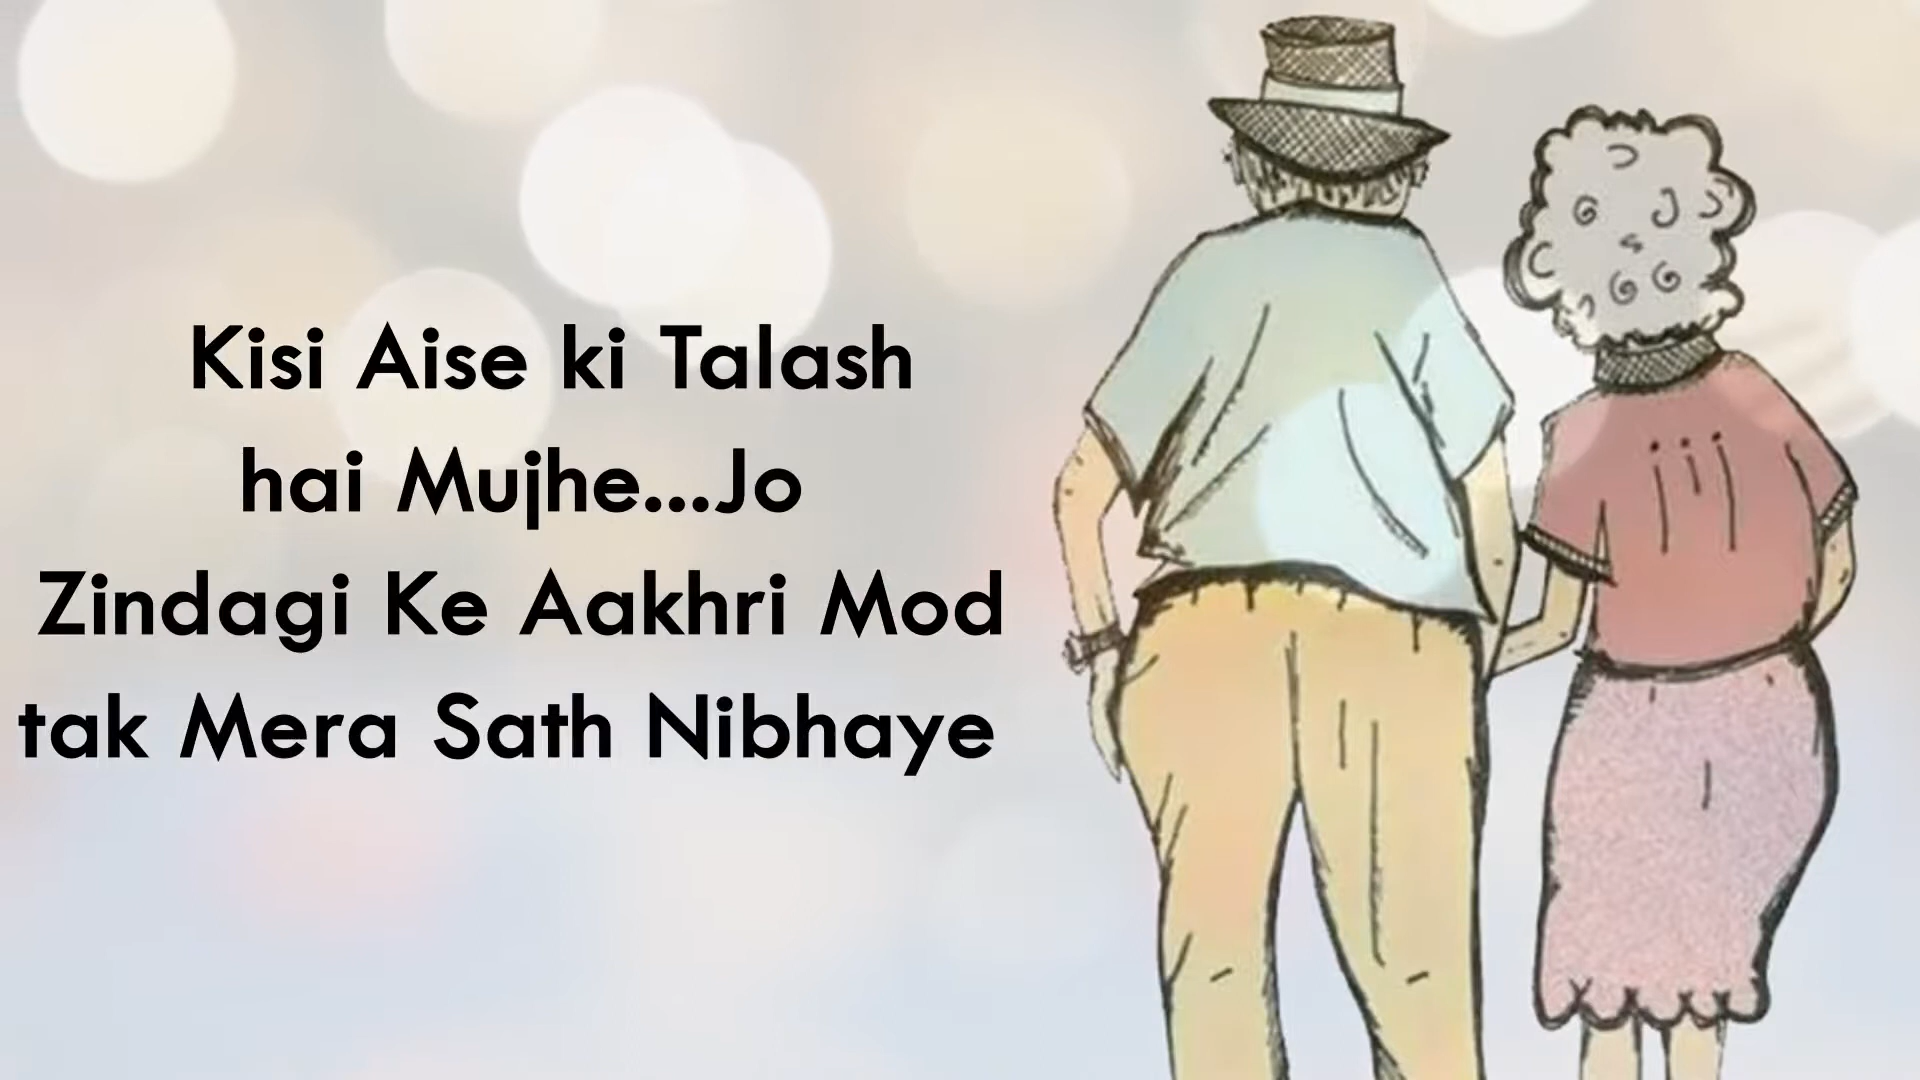 Kisi Aise ki Talash
hai Mujhe...Jo
Zindagi Ke Aakhri Mod
tak Mera Sath Nibhaye